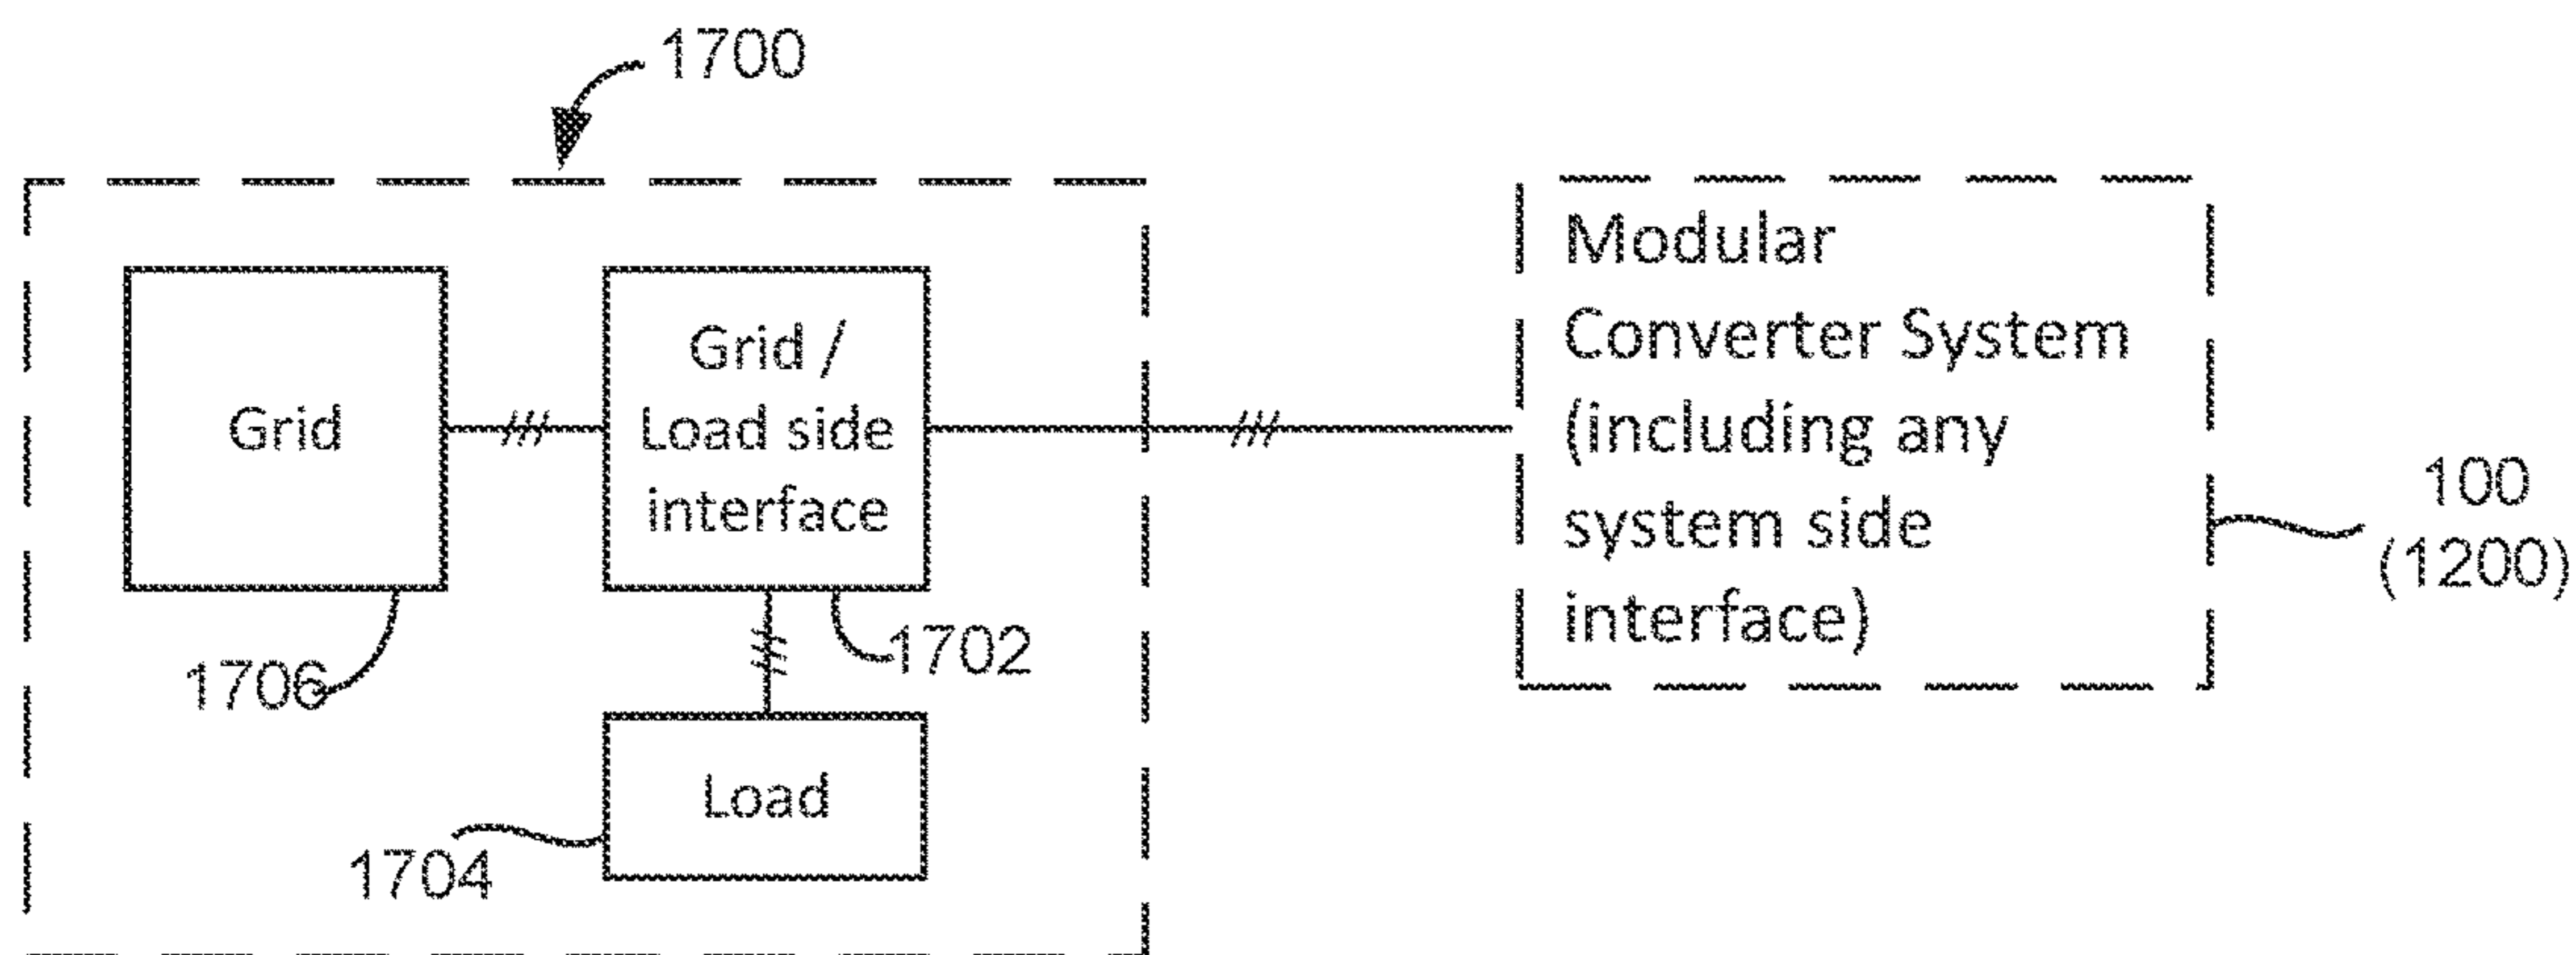 1700
Grid
Grid /
Load side
interface
1706
1702
Load
1704
Modular
Converter System
(including any
system side
interface)
100
(1200)